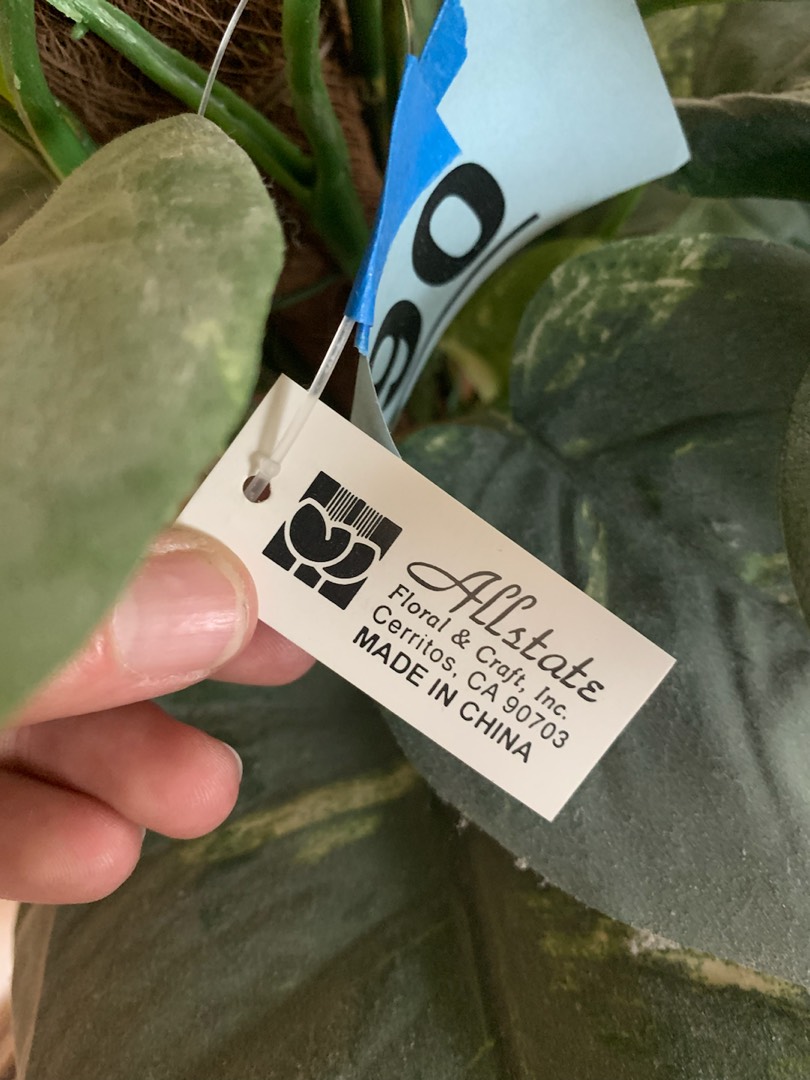 Allstate
Floral & Craft, Inc.
Cerritos, CA 90703
MADE IN CHINA